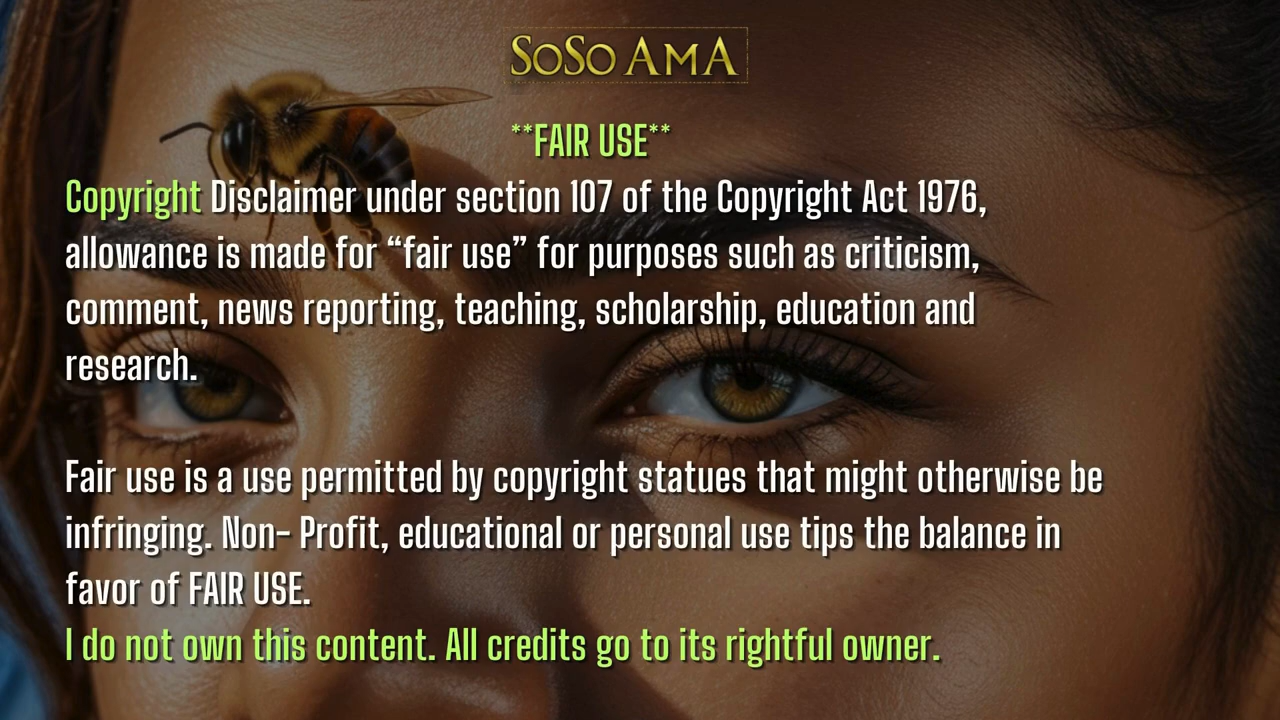 SoSo AmA
**FAIR USE**
Copyright Disclaimer under section 107 of the Copyright Act 1976,
allowance is made for “fair use” for purposes such as criticism,
comment, news reporting, teaching, scholarship, education and
research.
Fair use is a use permitted by copyright statues that might otherwise be
infringing. Non- Profit, educational or personal use tips the balance in
favor of FAIR USE.
I do not own this content. All credits go to its rightful owner.